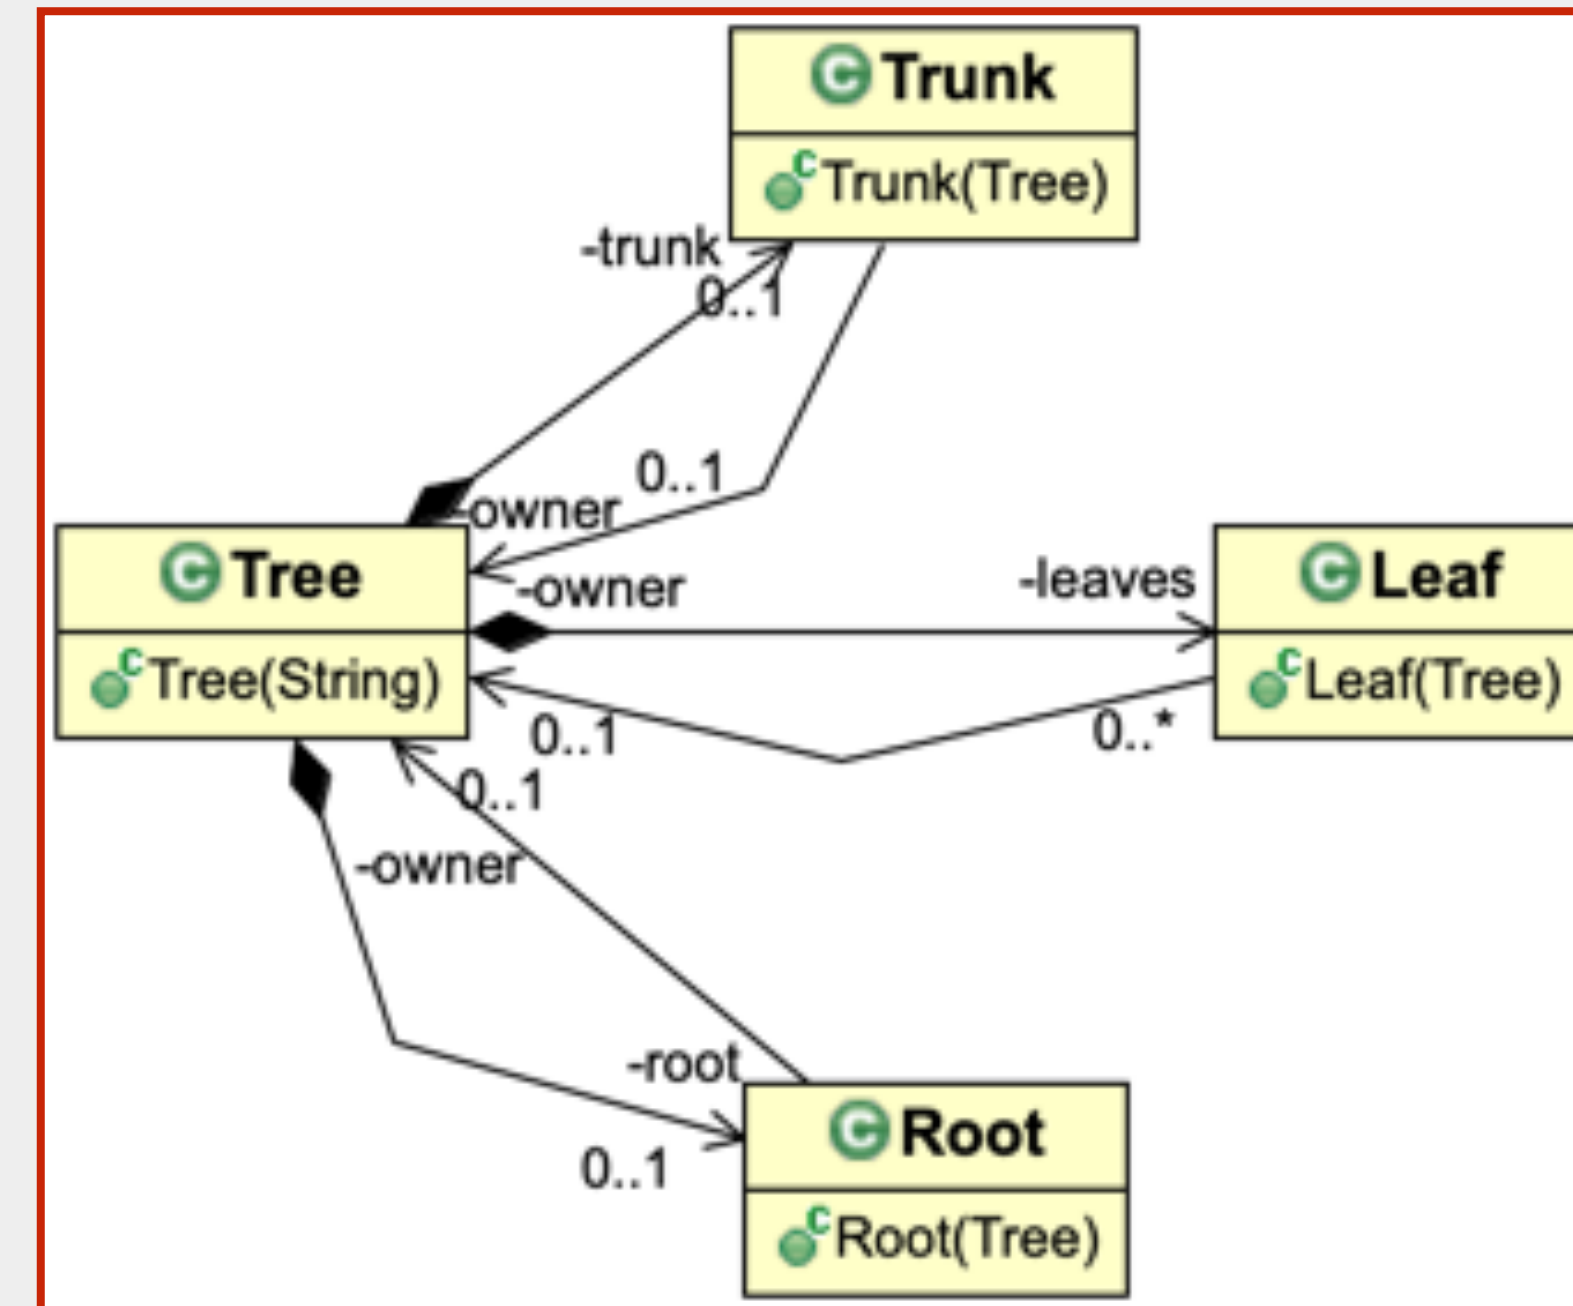 C Trunk
C Trunk(Tree)
-trunk
0..1
0..1
-owner
C Tree
C Tree(String)
-owner
-leaves
C Leaf
C Leaf(Tree)
0..1
0..*
0..1
-owner
-root
0..1
C Root
C Root(Tree)